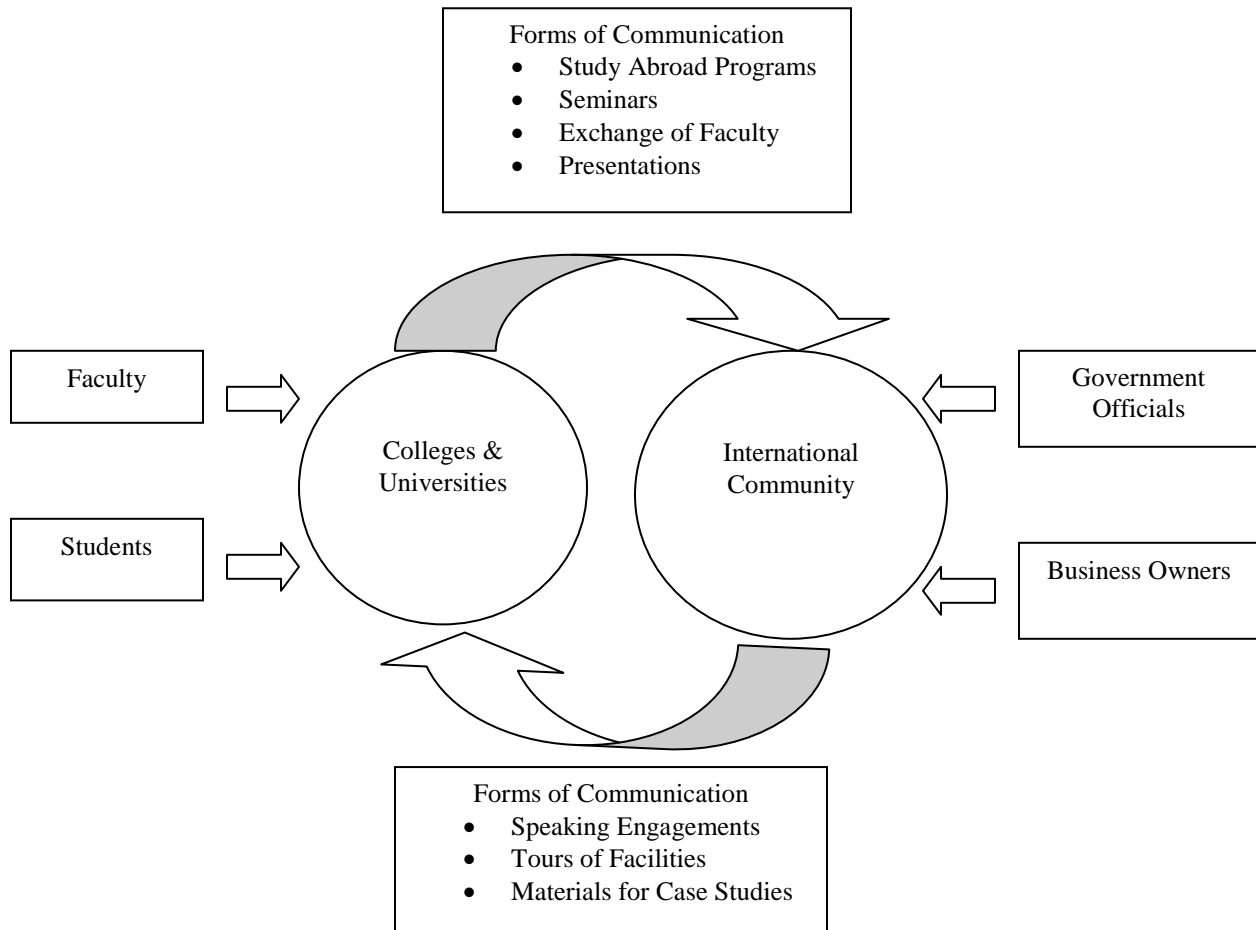 Forms of Communication
• Study Abroad Programs
• Seminars
• Exchange of Faculty
• Presentations
Faculty
Government
Officials
Colleges &
Universities
International
Community
Students
Business Owners
Forms of Communication
• Speaking Engagements
• Tours of Facilities
• Materials for Case Studies